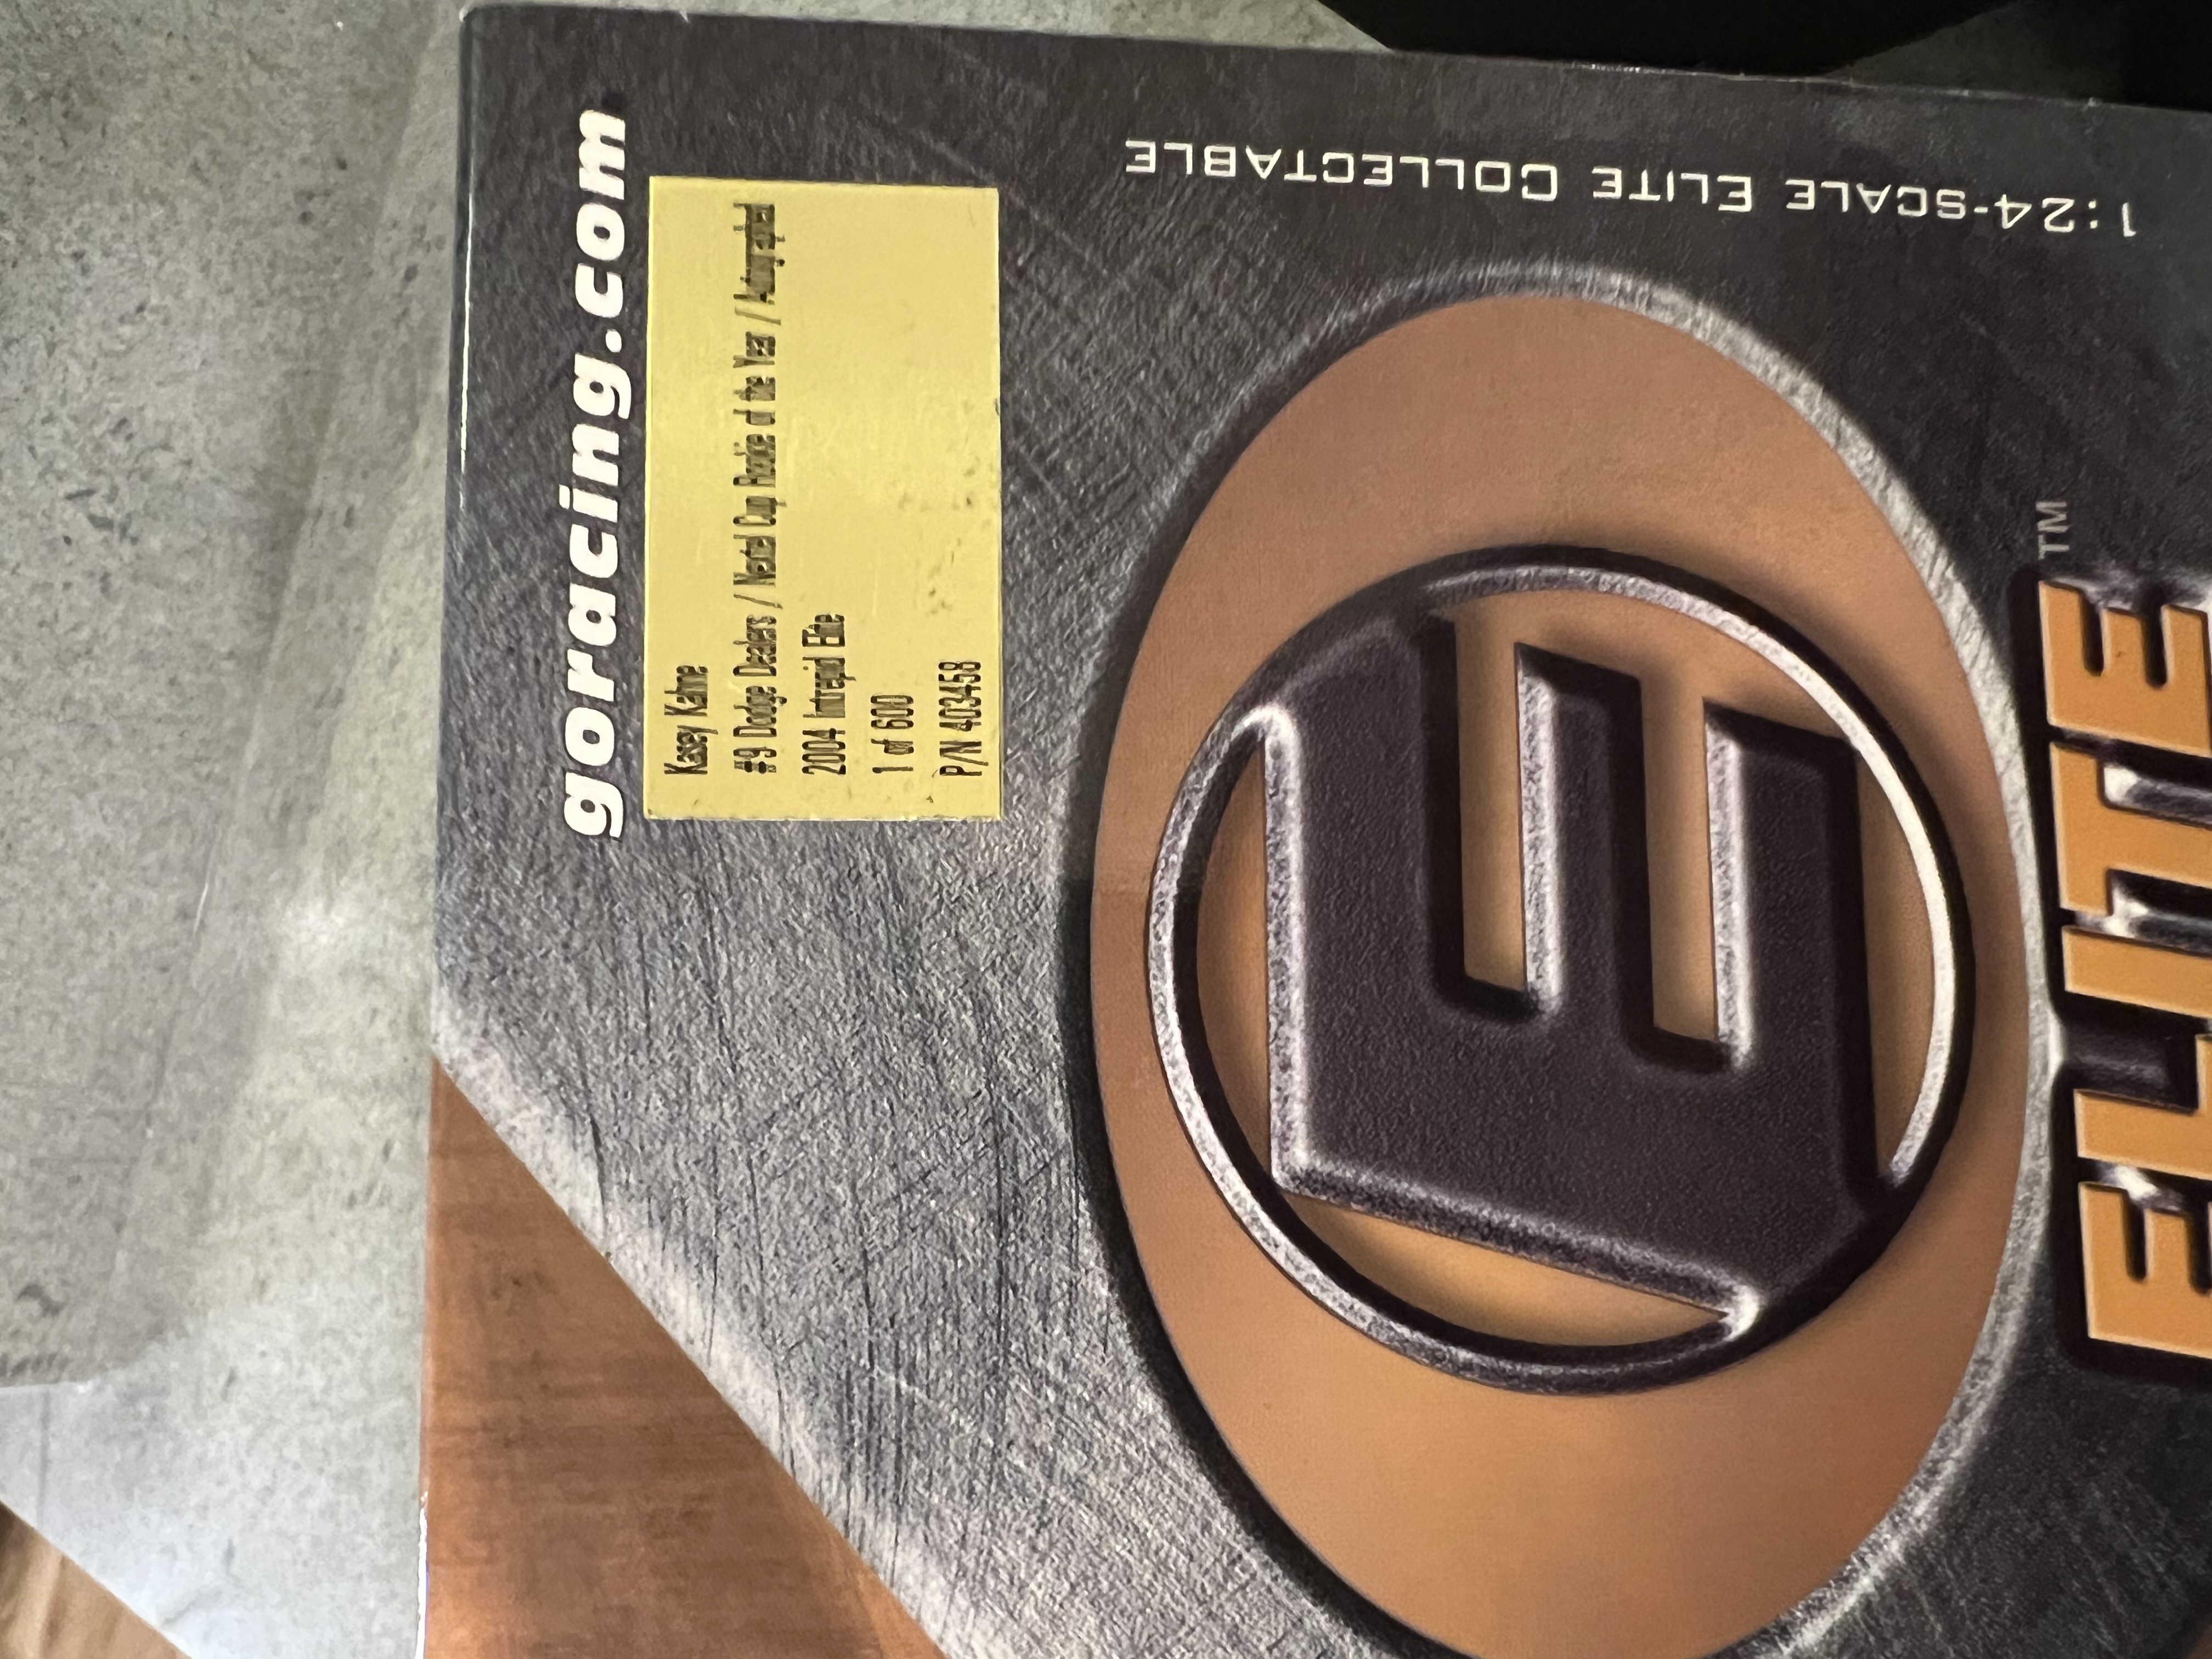 goracing.com
Kasey Kahne
#9 Dodge Dealers / Nextel Cup Rookie of the Year / Autographed
2004 Intrepid Elite
1 of 600
P/N 403458
1:24-SCALE ELITE COLLECTABLE
E
ELITE™